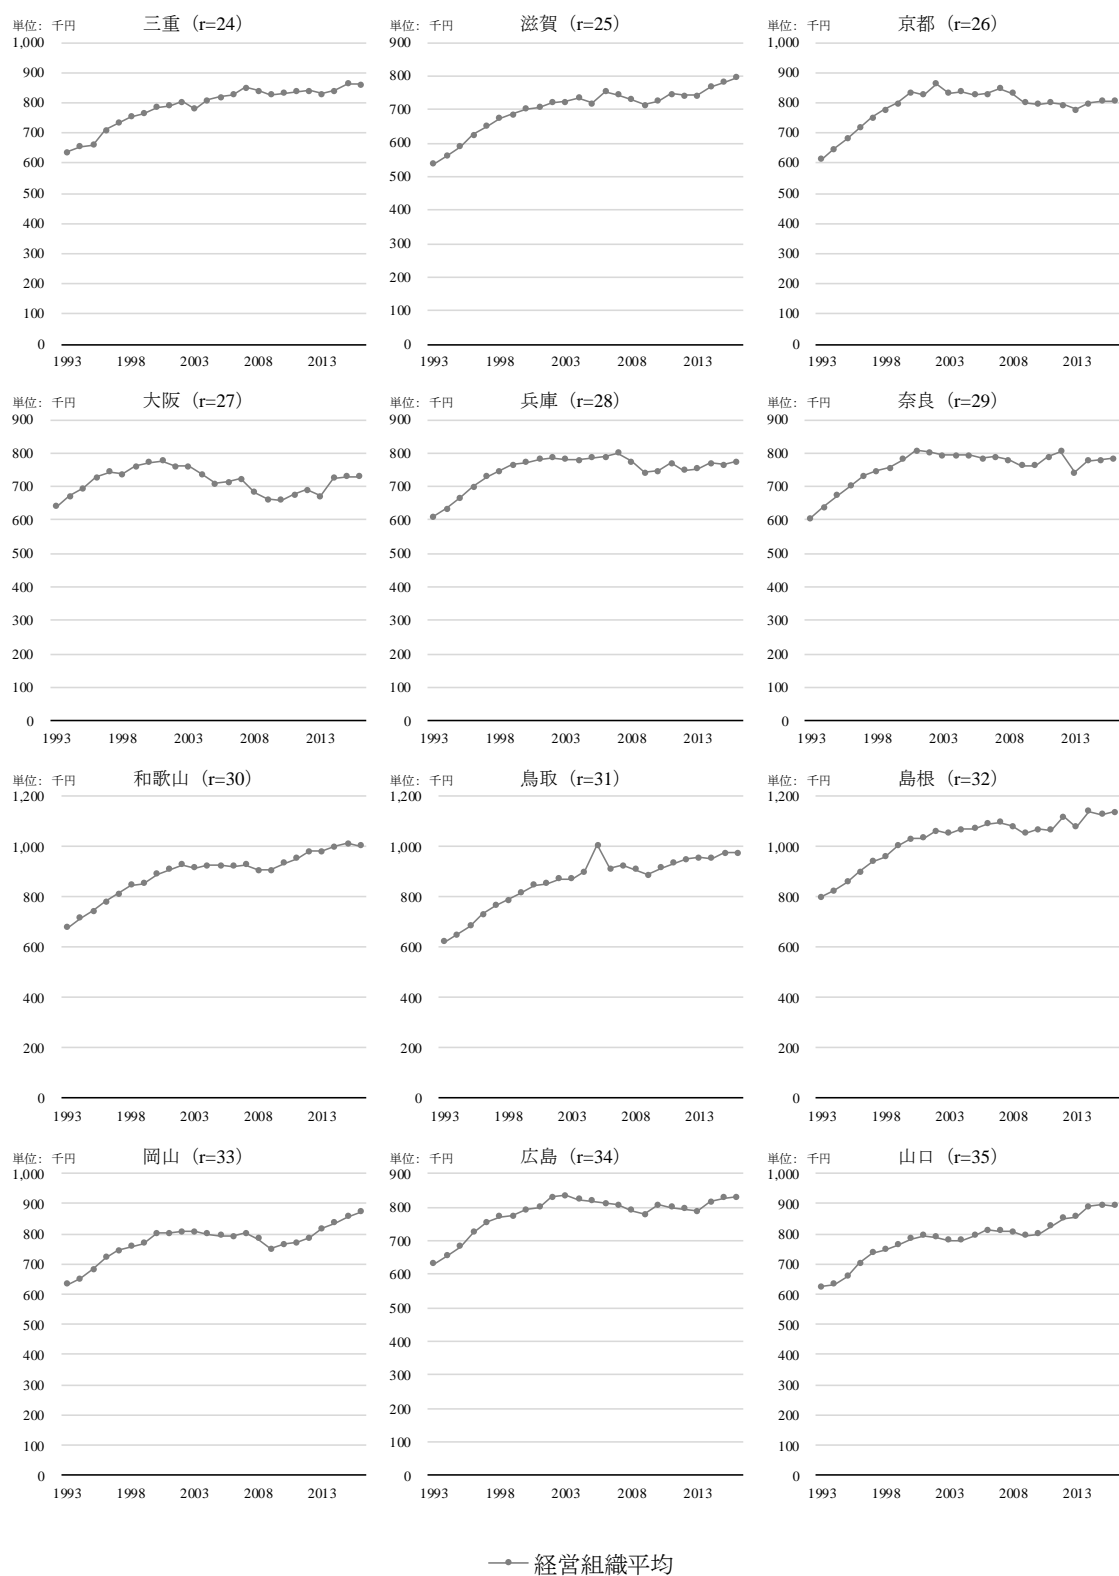 単位：千円 三重（r=24） 単位：千円 滋賀（r=25） 単位：千円 京都（r=26）
1,000 900 1,000
900 800 900
800 700 800
700 600 700
600 500 600
500 400 500
400 300 400
300 200 300
200 100 200
100 0 100
0 0
1993 1998 2003 2008 2013 1993 1998 2003 2008 2013 1993 1998 2003 2008 2013
単位：千円 大阪（r=27） 単位：千円 兵庫（r=28） 単位：千円 奈良（r=29）
900 900 900
800 800 800
700 700 700
600 600 600
500 500 500
400 400 400
300 300 300
200 200 200
100 100 100
0 0 0
1993 1998 2003 2008 2013 1993 1998 2003 2008 2013 1993 1998 2003 2008 2013
単位：千円 和歌山（r=30） 単位：千円 鳥取（r=31） 単位：千円 島根（r=32）
1,200 1,200 1,200
1,000 1,000 1,000
800 800 800
600 600 600
400 400 400
200 200 200
0 0 0
1993 1998 2003 2008 2013 1993 1998 2003 2008 2013 1993 1998 2003 2008 2013
単位：千円 岡山（r=33） 単位：千円 広島（r=34） 単位：千円 山口（r=35）
1,000 900 1,000
900 800 900
800 700 800
700 600 700
600 500 600
500 400 500
400 300 400
300 200 300
200 100 200
100 0 100
0 0
1993 1998 2003 2008 2013 1993 1998 2003 2008 2013 1993 1998 2003 2008 2013
経営組織平均